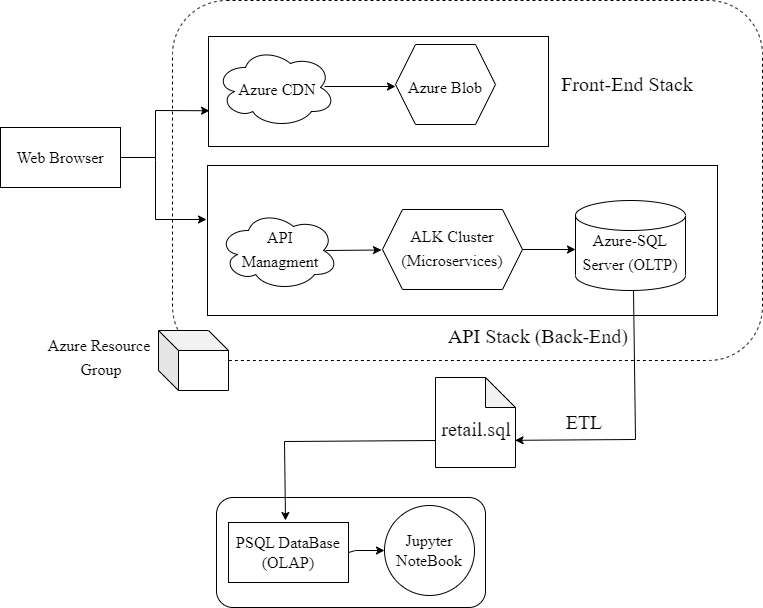 Azure CDN
Azure Blob
Front-End Stack
Web Browser
API
Managment
ALK Cluster
(Microservices)
Azure-SQL
Server (OLTP)
API Stack (Back-End)
Azure Resource
Group
retail.sql
ETL
PSQL DataBase
(OLAP)
Jupyter
NoteBook